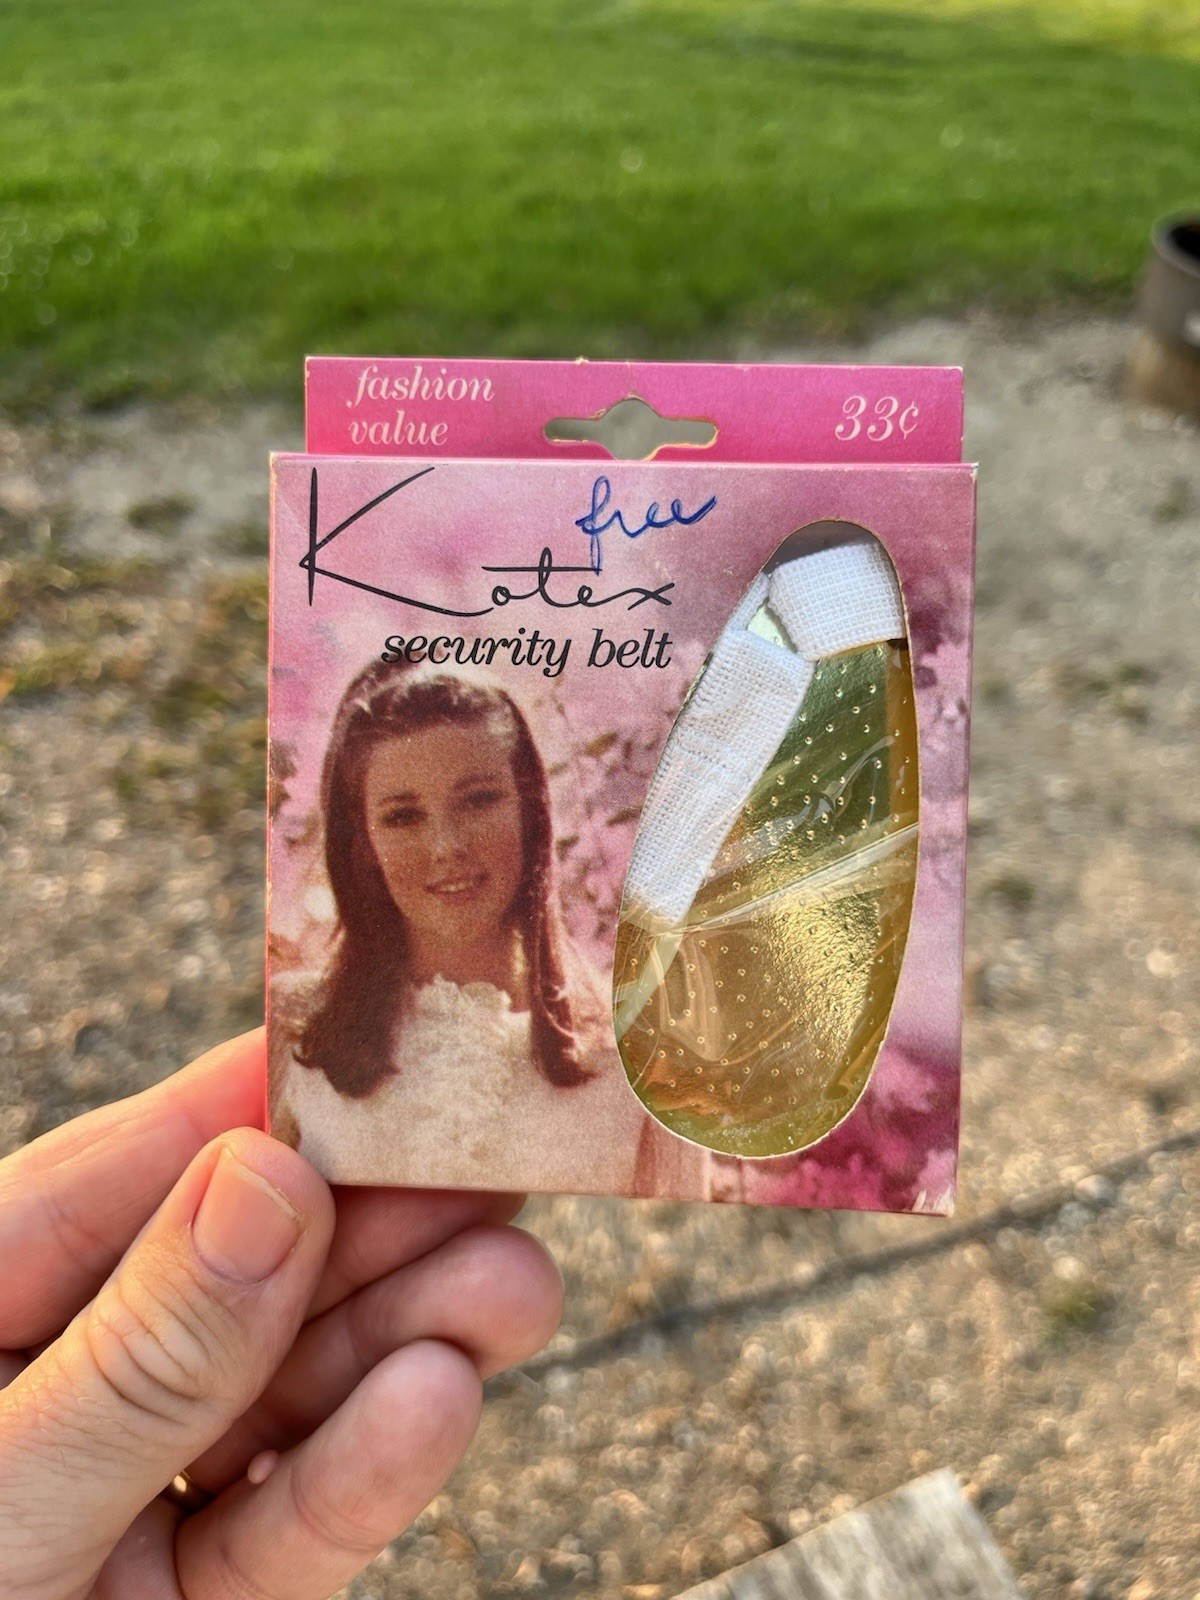 fashion
value
33¢
free
Kotex
security belt